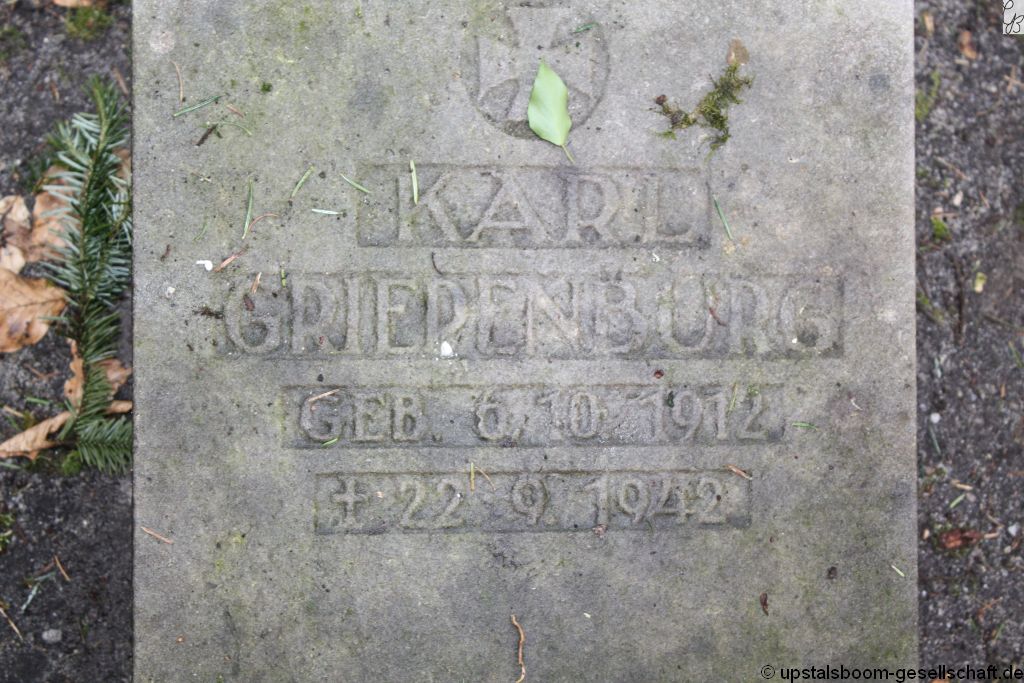 KARL
GRIEPENBURG
GEB. 6. 10. 1912
+ 22. 9. 1942
© upstalsboom-gesellschaft.de